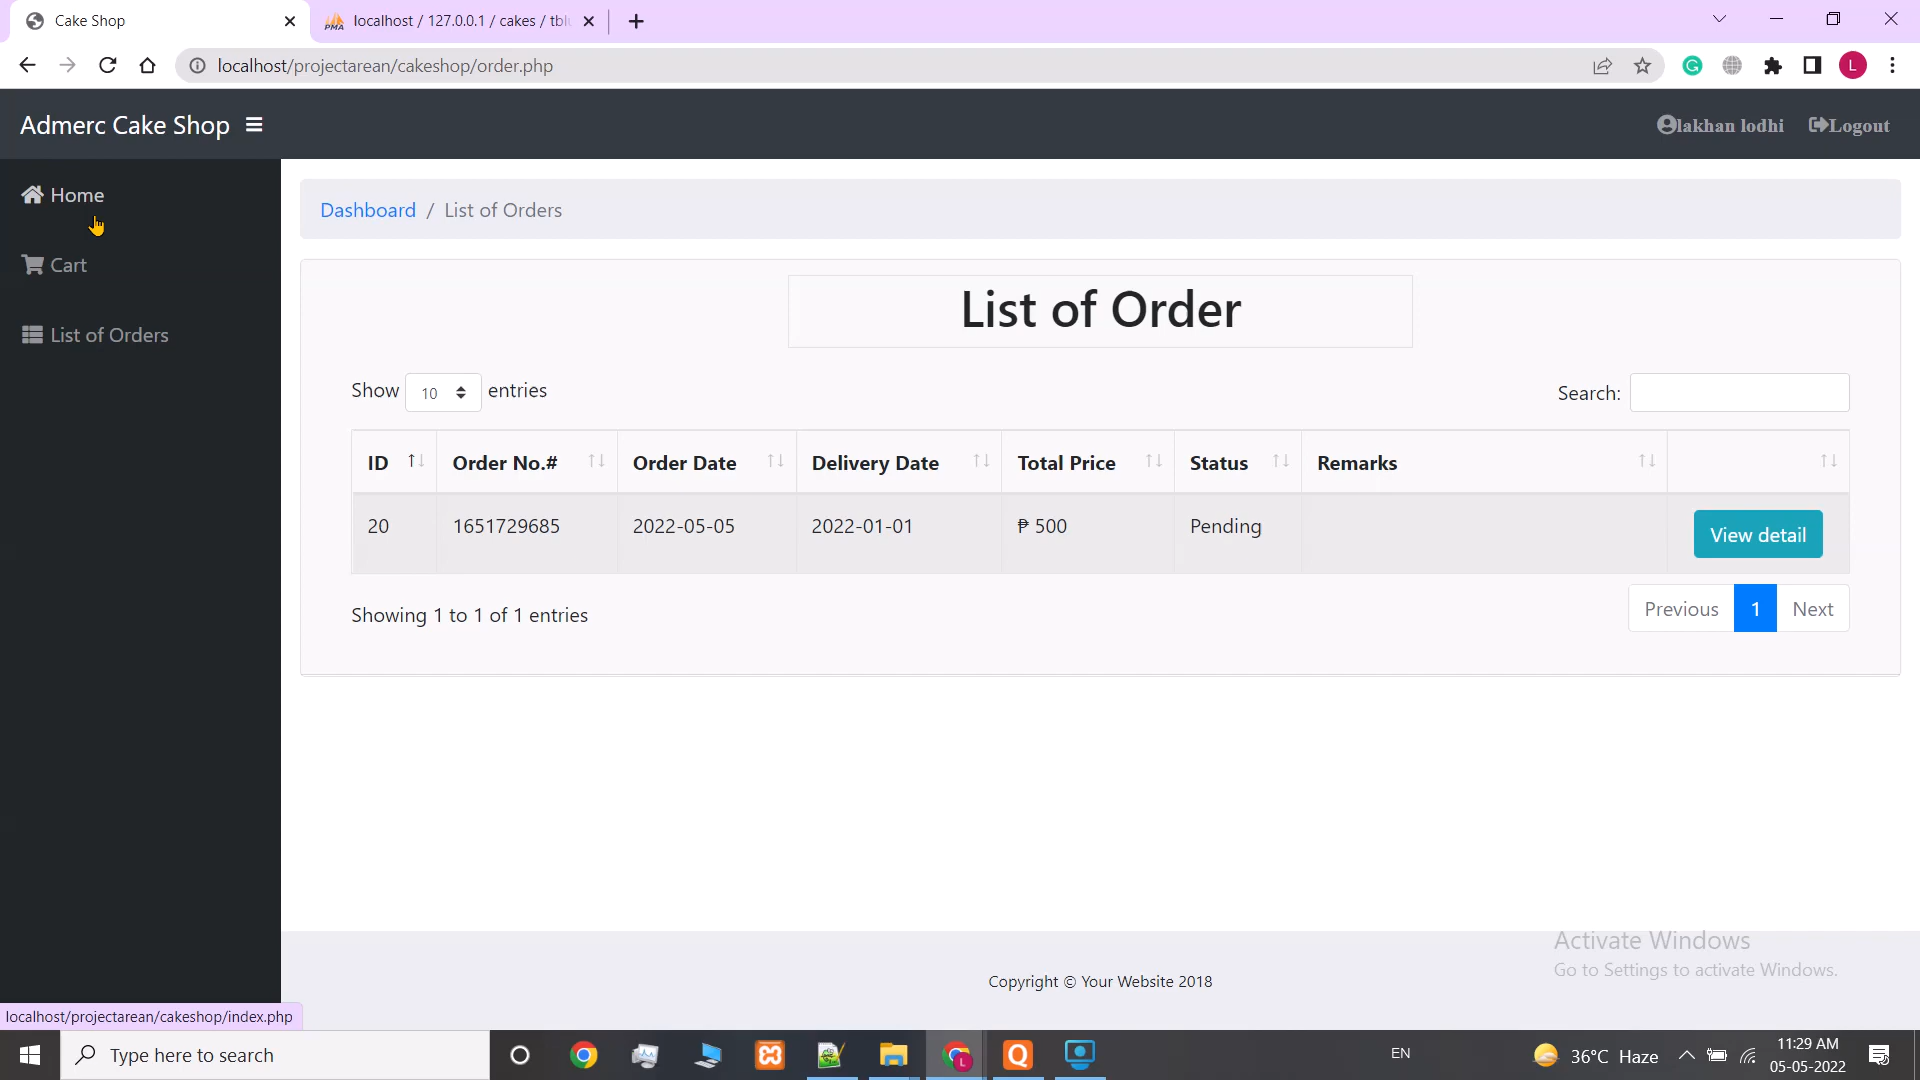 Cake Shop
localhost / 127.0.0.1 / cakes / tbl
localhost/projectarean/cakeshop/order.php
L
Admerc Cake Shop
lakhan lodhi
Logout
Home
Cart
List of Orders
Dashboard / List of Orders
List of Order
Show 10 entries
Search:
ID Order No.# Order Date Delivery Date Total Price Status Remarks
20 1651729685 2022-05-05 2022-01-01 ₱ 500 Pending View detail
Showing 1 to 1 of 1 entries
Previous 1 Next
Activate Windows
Go to Settings to activate Windows.
Copyright © Your Website 2018
localhost/projectarean/cakeshop/index.php
Type here to search
EN
36°C Haze
11:29 AM
05-05-2022